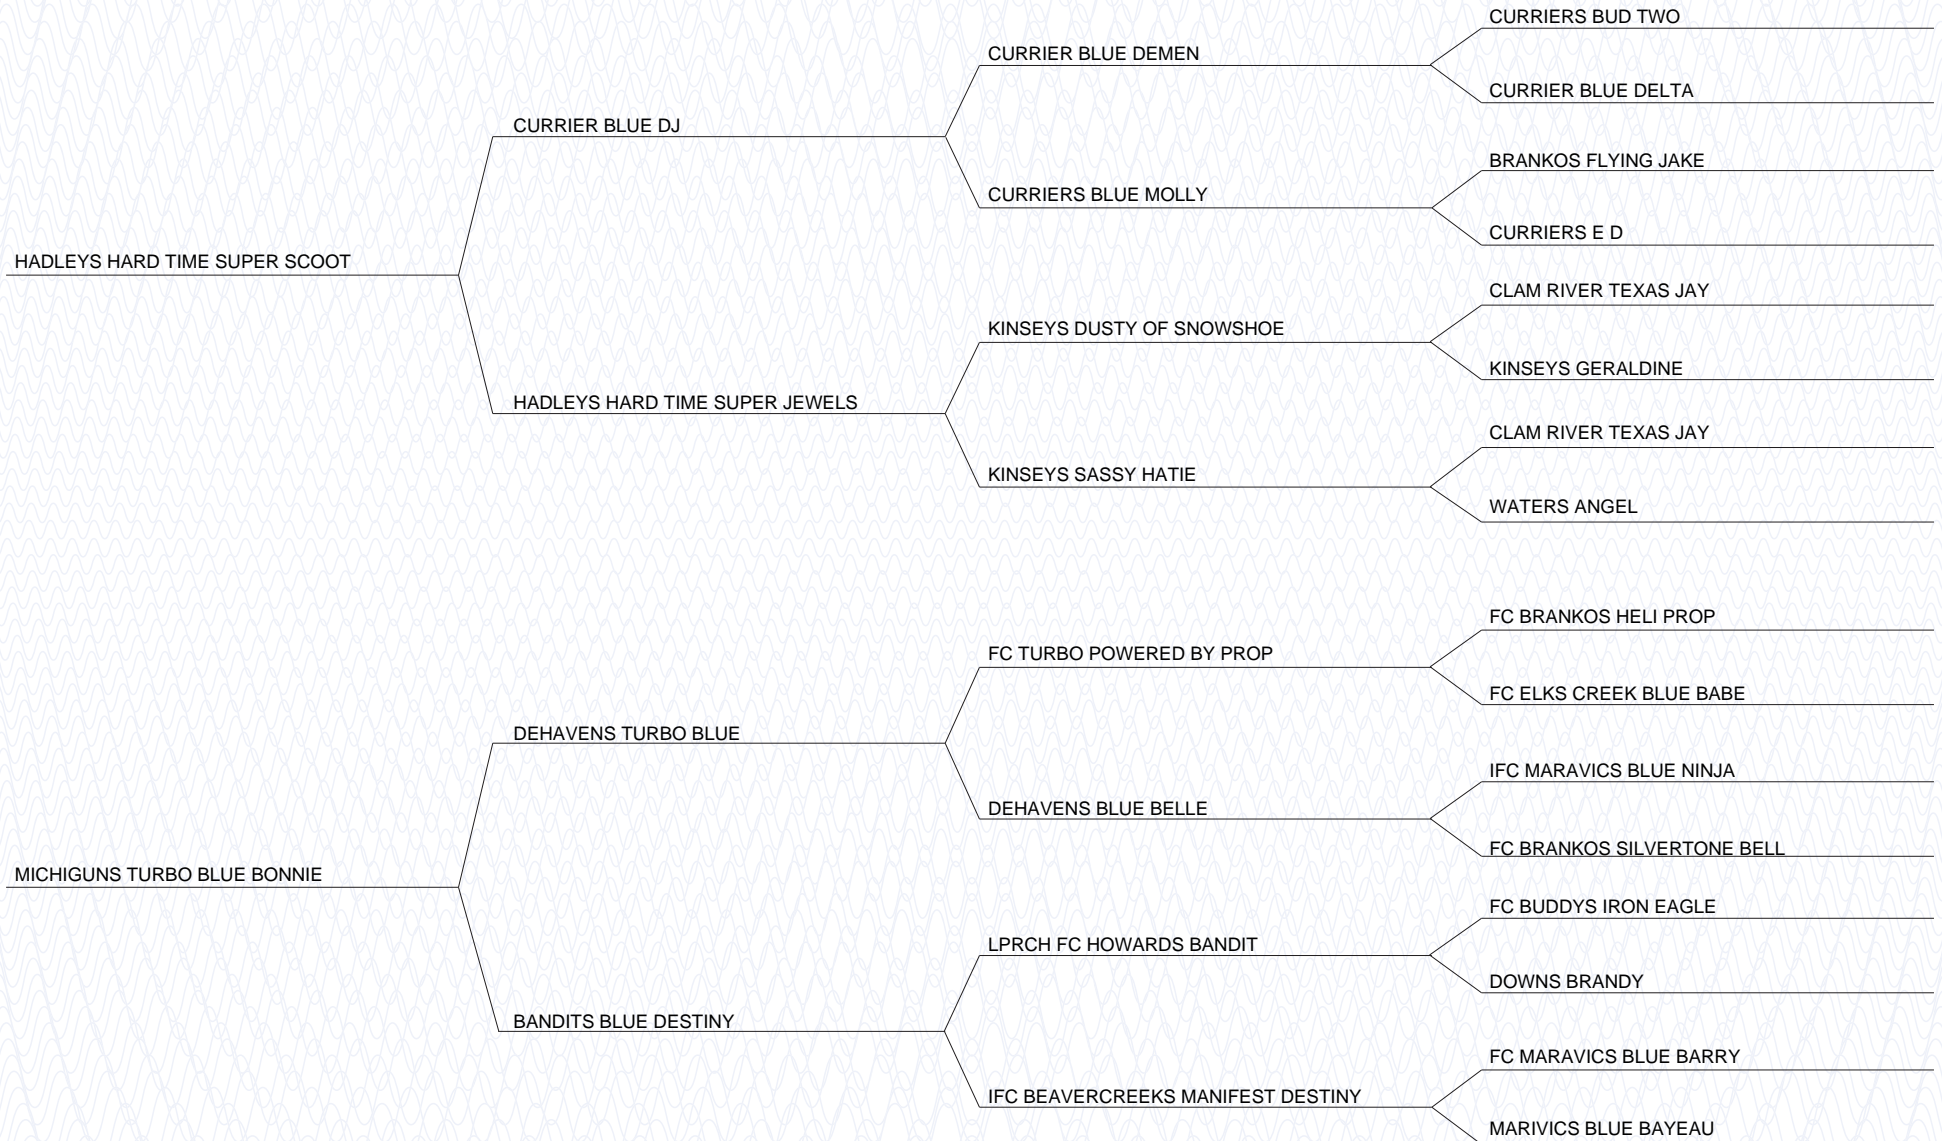 CURRIERS BUD TWO
CURRIER BLUE DEMEN
CURRIER BLUE DELTA
CURRIER BLUE DJ
BRANKOS FLYING JAKE
CURRIERS BLUE MOLLY
CURRIERS E D
HADLEYS HARD TIME SUPER SCOOT
CLAM RIVER TEXAS JAY
KINSEYS DUSTY OF SNOWSHOE
KINSEYS GERALDINE
HADLEYS HARD TIME SUPER JEWELS
CLAM RIVER TEXAS JAY
KINSEYS SASSY HATIE
WATERS ANGEL
FC BRANKOS HELI PROP
FC TURBO POWERED BY PROP
FC ELKS CREEK BLUE BABE
DEHAVENS TURBO BLUE
IFC MARAVICS BLUE NINJA
DEHAVENS BLUE BELLE
FC BRANKOS SILVERTONE BELL
MICHIGUNS TURBO BLUE BONNIE
FC BUDDYS IRON EAGLE
LPRCH FC HOWARDS BANDIT
DOWNS BRANDY
BANDITS BLUE DESTINY
FC MARAVICS BLUE BARRY
IFC BEAVERCREEKS MANIFEST DESTINY
MARIVICS BLUE BAYEAU